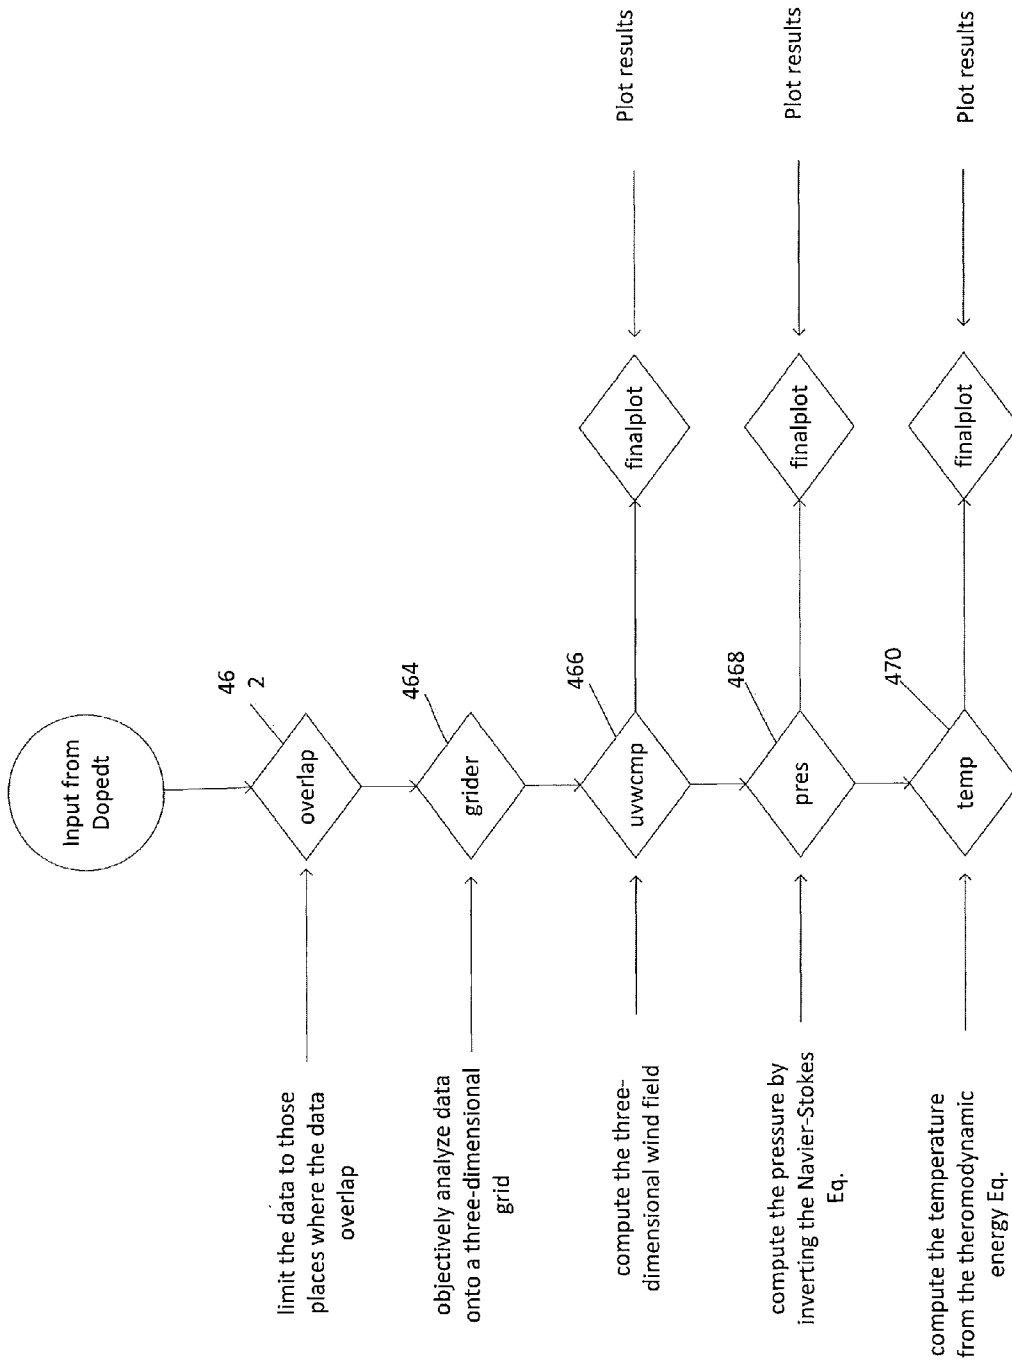 Input from
Dopedt
46
2
limit the data to those
places where the data
overlap
overlap
464
objectively analyze data
onto a three-dimensional
grid
grider
466
compute the three-
dimensional wind field
uvwcmp
finalplot
Plot results
468
compute the pressure by
inverting the Navier-Stokes
Eq.
pres
finalplot
Plot results
470
compute the temperature
from the theromodynamic
energy Eq.
temp
finalplot
Plot results